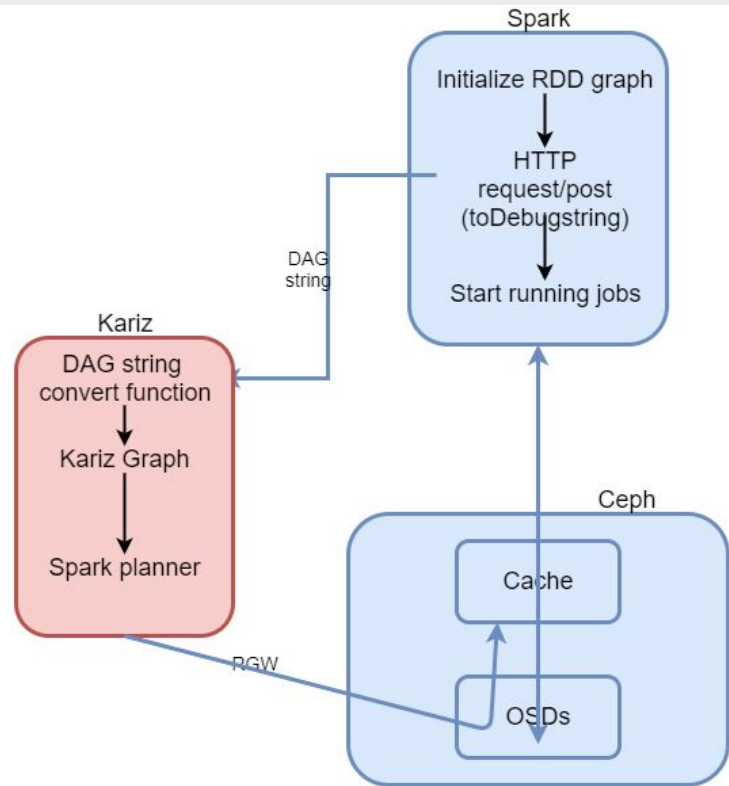 Spark
Initialize RDD graph
HTTP
request/post
(toDebugstring)
Start running jobs
DAG
string
Kariz
DAG string
convert function
Kariz Graph
Spark planner
RGW
Ceph
Cache
OSDs